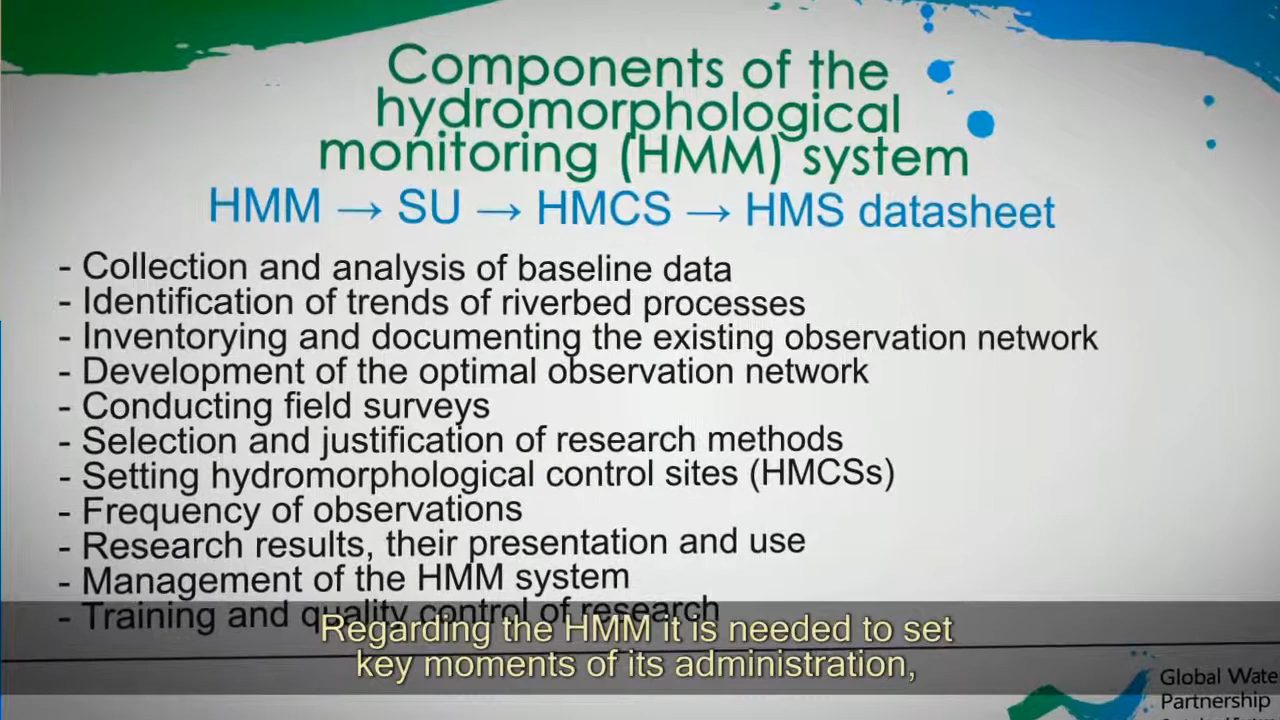 Components of the
hydromorphological
monitoring (HMM) system
HMM → SU → HMCS → HMS datasheet
- Collection and analysis of baseline data
- Identification of trends of riverbed processes
- Inventorying and documenting the existing observation network
- Development of the optimal observation network
- Conducting field surveys
- Selection and justification of research methods
- Setting hydromorphological control sites (HMCSs)
- Frequency of observations
- Research results, their presentation and use
- Management of the HMM system
- Training and quality control of research
Regarding the HMM it is needed to set
key moments of its administration,
Global Wate
Partnership